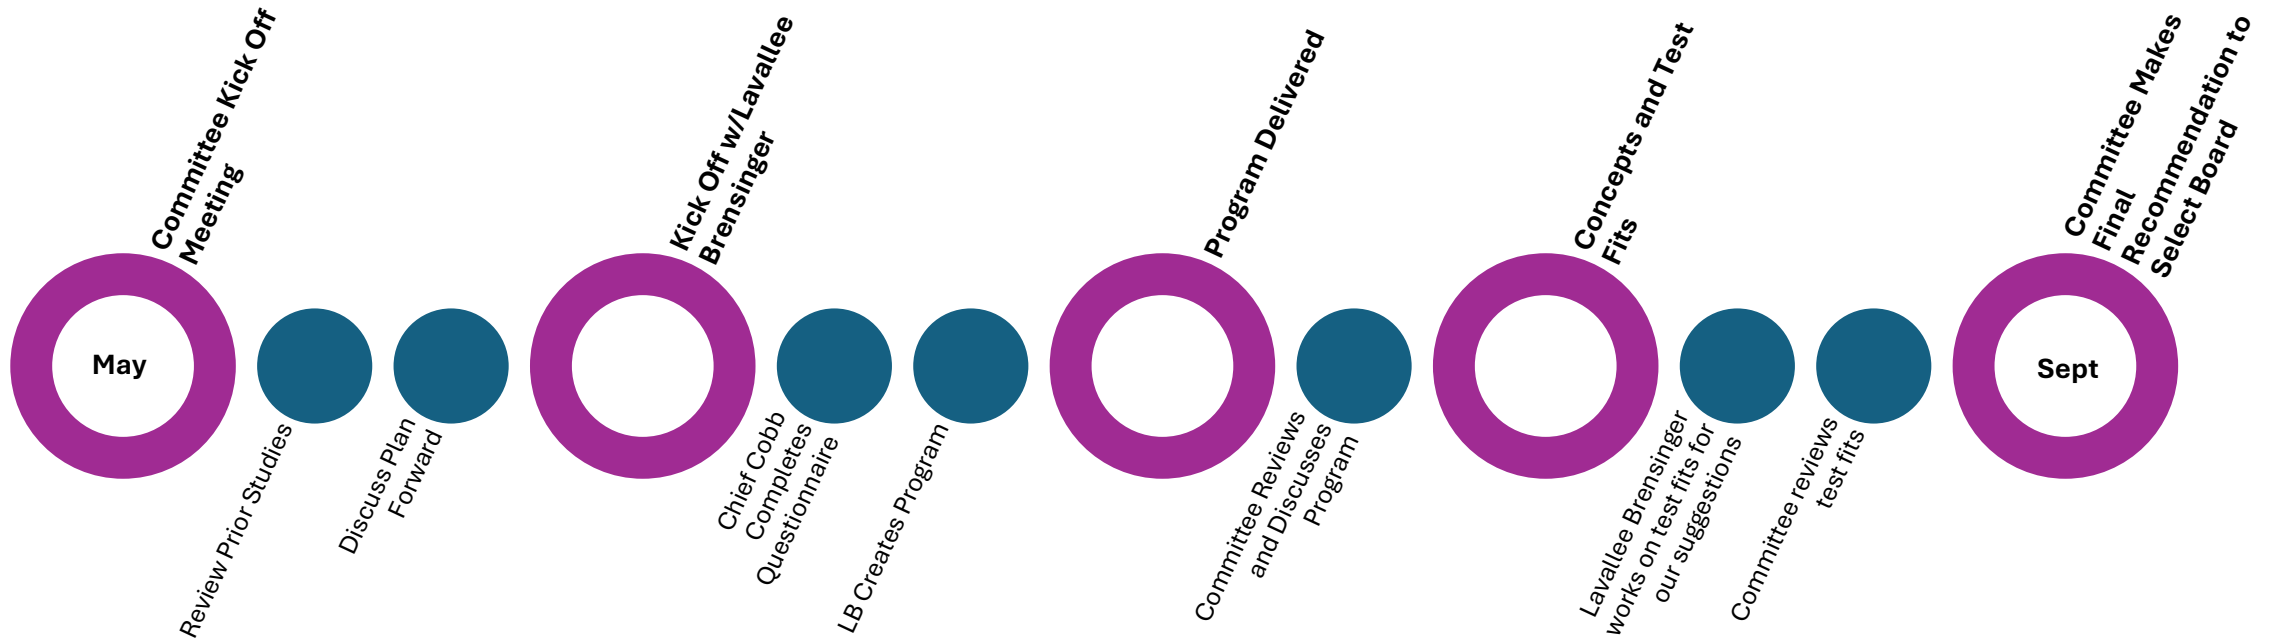 Committee Kick Off
Meeting
May
Review Prior Studies
Discuss Plan
Forward
Kick Off w/Lavallee
Brensinger
Chief Cobb
Completes
Questionnaire
LB Creates Program
Program Delivered
Committee Reviews
and Discusses
Program
Concepts and Test
Fits
Lavallee Brensinger
works on test fits for
our suggestions
Committee reviews
test fits
Committee Makes
Final
Recommendation to
Select Board
Sept